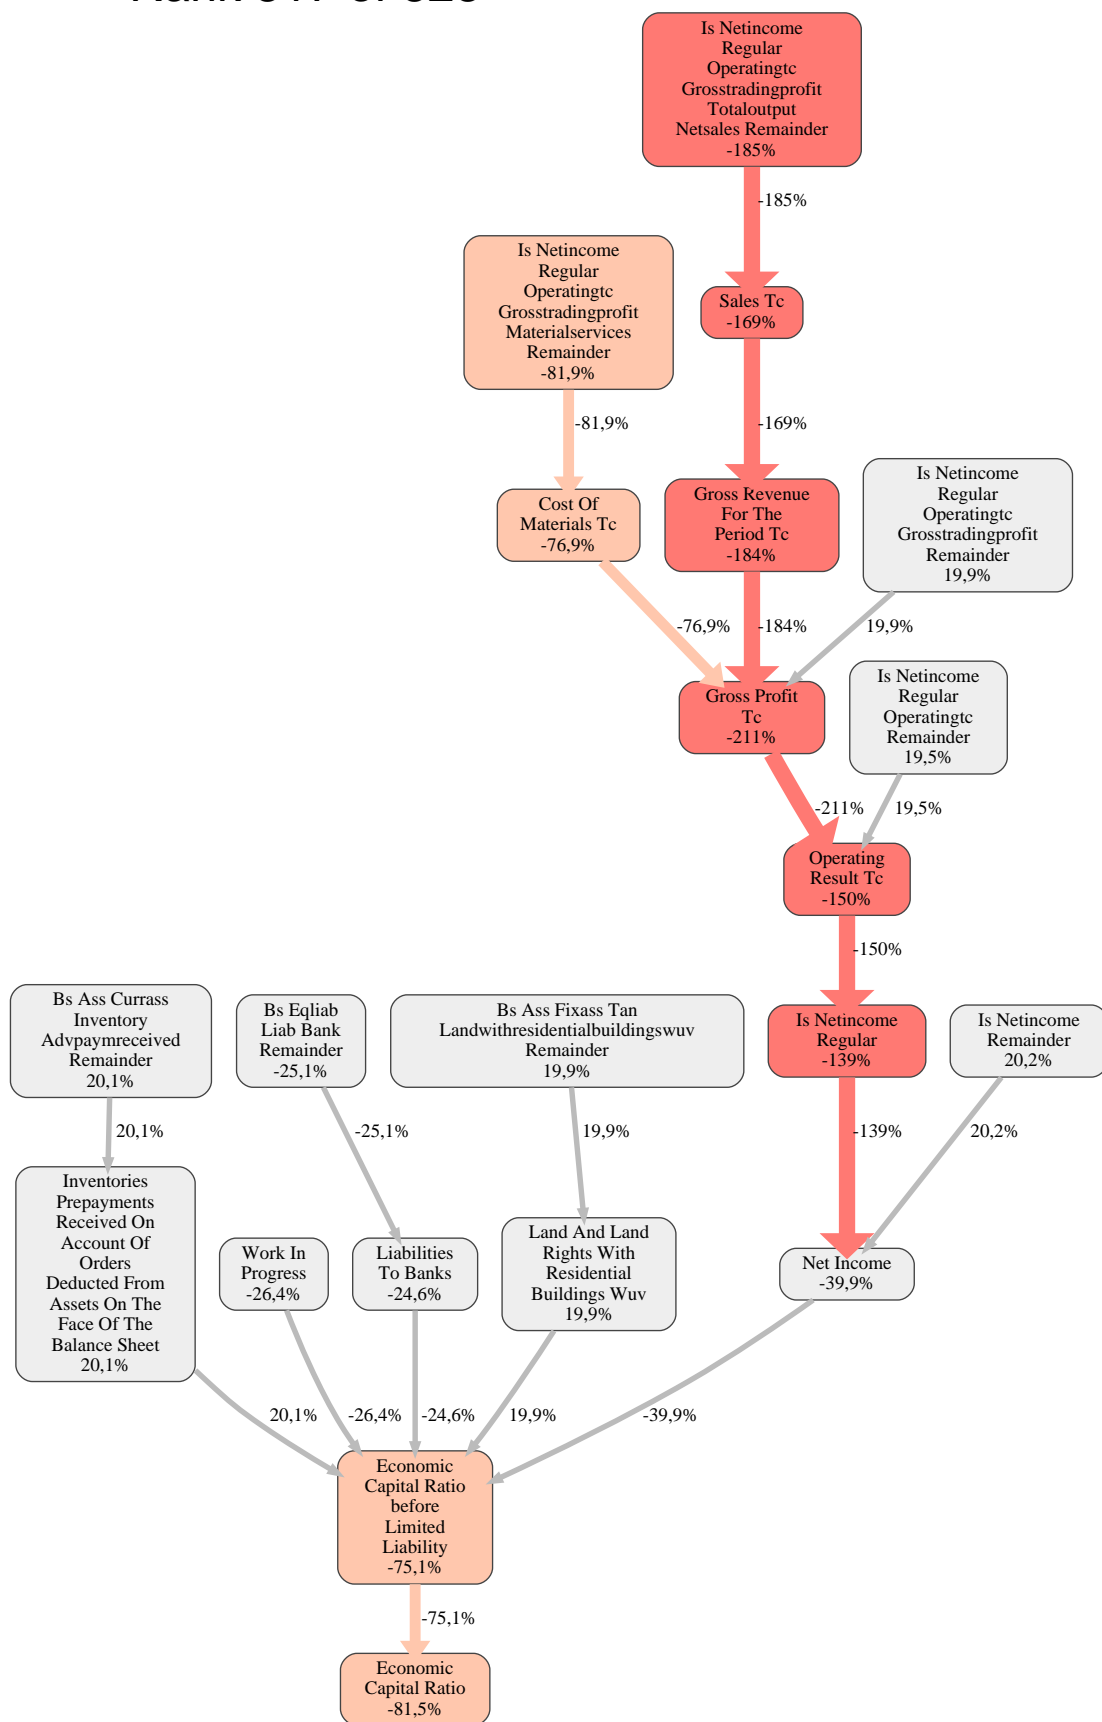 Is Netincome
Regular
Operatingtc
Grosstradingprofit
Totaloutput
Netsales Remainder
-185%
-185%
Is Netincome
Regular
Operatingtc
Grosstradingprofit
Materialservices
Remainder
-81,9%
Sales Tc
-169%
-81,9%
-169%
Cost Of
Materials Tc
-76,9%
Gross Revenue
For The
Period Tc
-184%
Is Netincome
Regular
Operatingtc
Grosstradingprofit
Remainder
19,9%
-76,9%
-184%
19,9%
Gross Profit
Tc
-211%
Is Netincome
Regular
Operatingtc
Remainder
19,5%
-211%
19,5%
Operating
Result Tc
-150%
-150%
Bs Ass Currass
Inventory
Advpaymreceived
Remainder
20,1%
Bs Eqliab
Liab Bank
Remainder
-25,1%
Bs Ass Fixass Tan
Landwithresidentialbuildingswuv
Remainder
19,9%
Is Netincome
Regular
-139%
Is Netincome
Remainder
20,2%
20,1%
-25,1%
19,9%
-139%
20,2%
Inventories
Prepayments
Received On
Account Of
Orders
Deducted From
Assets On The
Face Of The
Balance Sheet
20,1%
Work In
Progress
-26,4%
Liabilities
To Banks
-24,6%
Land And Land
Rights With
Residential
Buildings Wuv
19,9%
Net Income
-39,9%
20,1%
-26,4%
-24,6%
19,9%
-39,9%
Economic
Capital Ratio
before
Limited
Liability
-75,1%
-75,1%
Economic
Capital Ratio
-81,5%